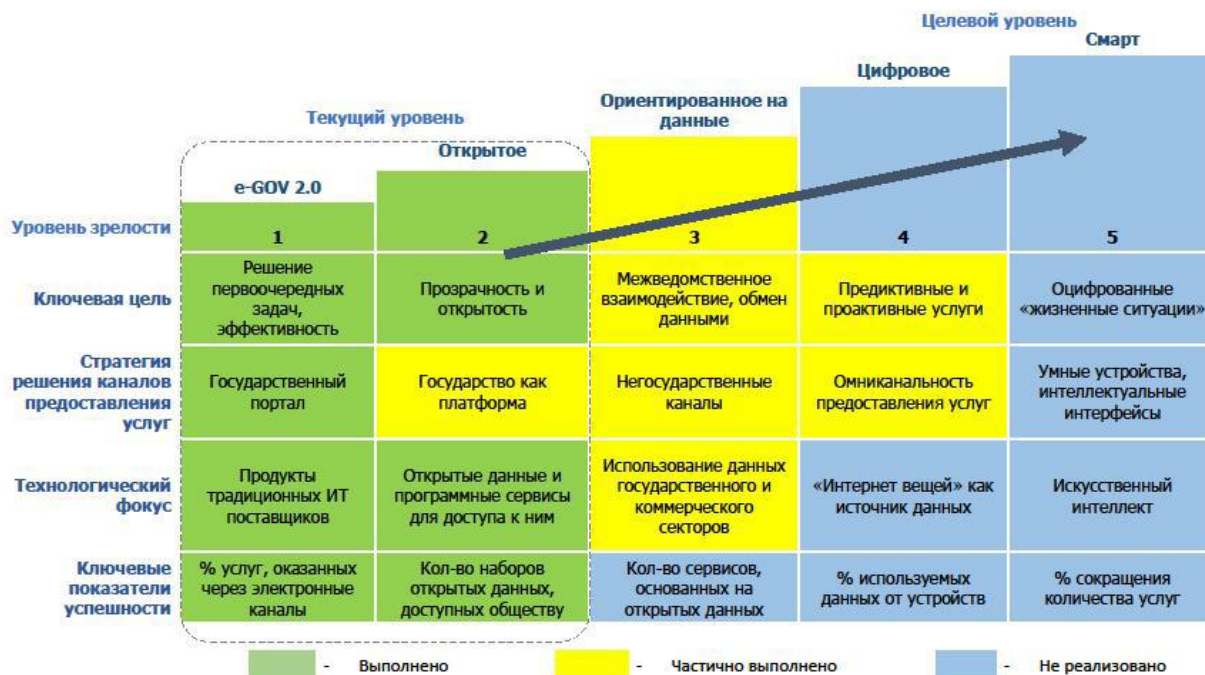 Целевой уровень
Смарт
Цифровое
Ориентированное на
данные
Текущий уровень
Открытое
e-GOV 2.0
Уровень зрелости
1
2
3
4
5
Ключевая цель
Решение
первоочередных
задач,
эффективность
Прозрачность и
открытость
Межведомственное
взаимодействие, обмен
данными
Предиктивные и
проактивные услуги
Оцифрованные
«жизненные ситуации»
Стратегия
решения каналов
предоставления
услуг
Государственный
портал
Государство как
платформа
Негосударственные
каналы
Омниканальность
предоставления услуг
Умные устройства,
интеллектуальные
интерфейсы
Технологический
фокус
Продукты
традиционных ИТ
поставщиков
Открытые данные и
программные сервисы
для доступа к ним
Использование данных
государственного и
коммерческого
секторов
«Интернет вещей» как
источник данных
Искусственный
интеллект
Ключевые
показатели
успешности
% услуг, оказанных
через электронные
каналы
Кол-во наборов
открытых данных,
доступных обществу
Кол-во сервисов,
основанных на
открытых данных
% используемых
данных от устройств
% сокращения
количества услуг
- Выполнено
- Частично выполнено
- Не реализовано